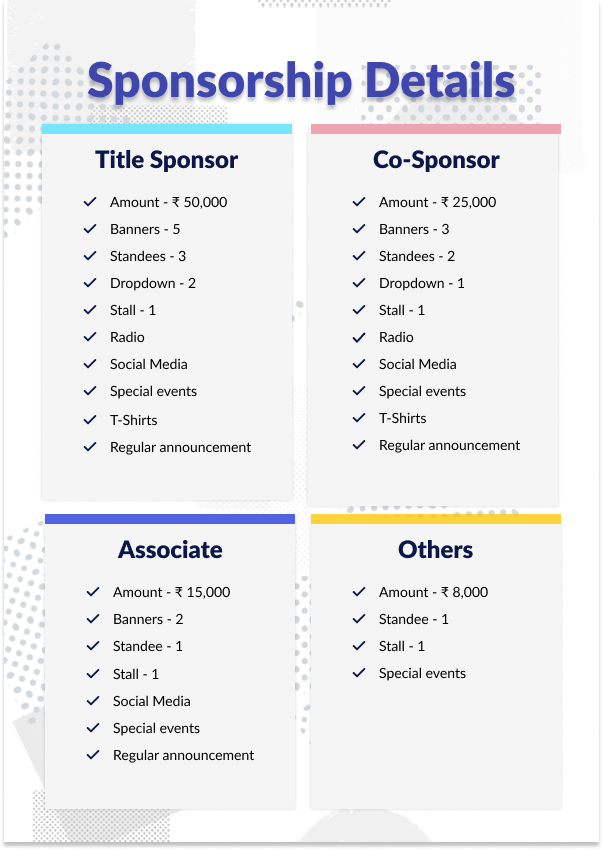 Sponsorship Details
Title Sponsor
Amount - ₹ 50,000
Banners - 5
Standees - 3
Dropdown - 2
Stall - 1
Radio
Social Media
Special events
T-Shirts
Regular announcement
Co-Sponsor
Amount - ₹ 25,000
Banners - 3
Standees - 2
Dropdown - 1
Stall - 1
Radio
Social Media
Special events
T-Shirts
Regular announcement
Associate
Amount - ₹ 15,000
Banners - 2
Standee - 1
Stall - 1
Social Media
Special events
Regular announcement
Others
Amount - ₹ 8,000
Standee - 1
Stall - 1
Special events